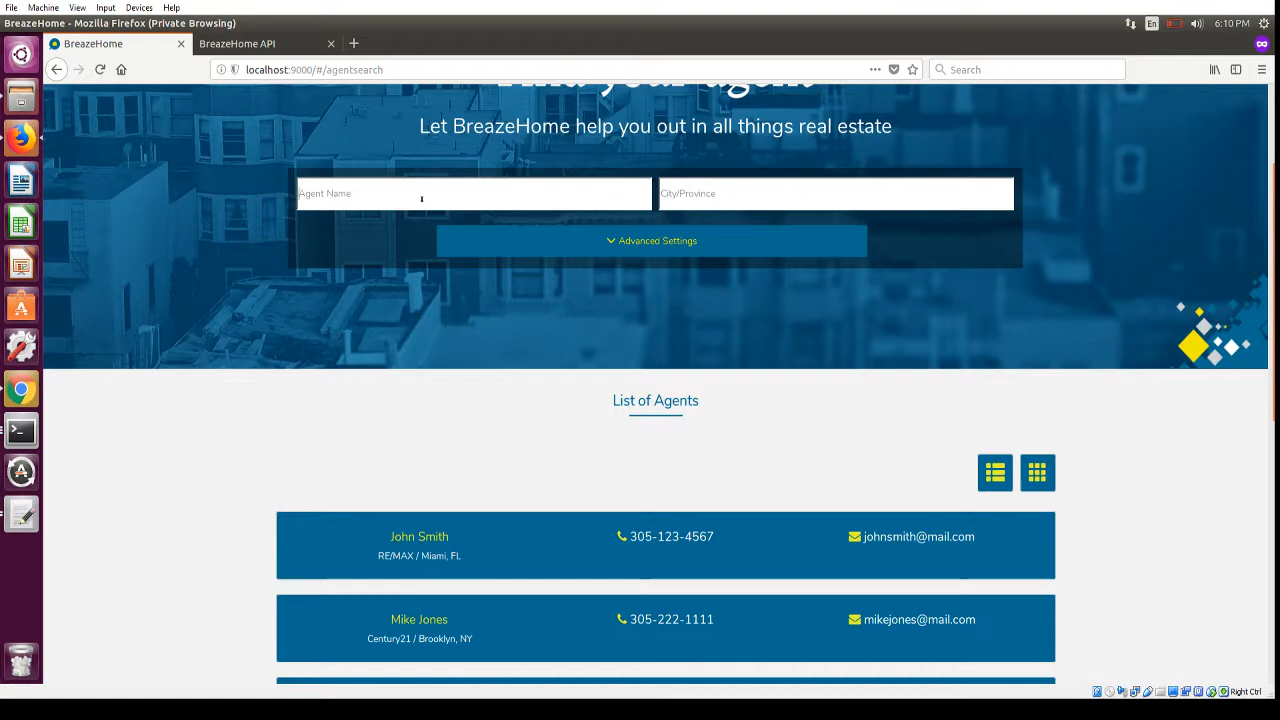 File Machine View Input Devices Help
BreazeHome - Mozilla Firefox (Private Browsing)
En
6:10 PM
BreazeHome
BreazeHome API
localhost:9000/#/agentsearch
Search
Find your agent
Let BreazeHome help you out in all things real estate
Agent Name
City/Province
Advanced Settings
List of Agents
John Smith
RE/MAX / Miami, FL
305-123-4567
johnsmith@mail.com
Mike Jones
Century21 / Brooklyn, NY
305-222-1111
mikejones@mail.com
Right Ctrl